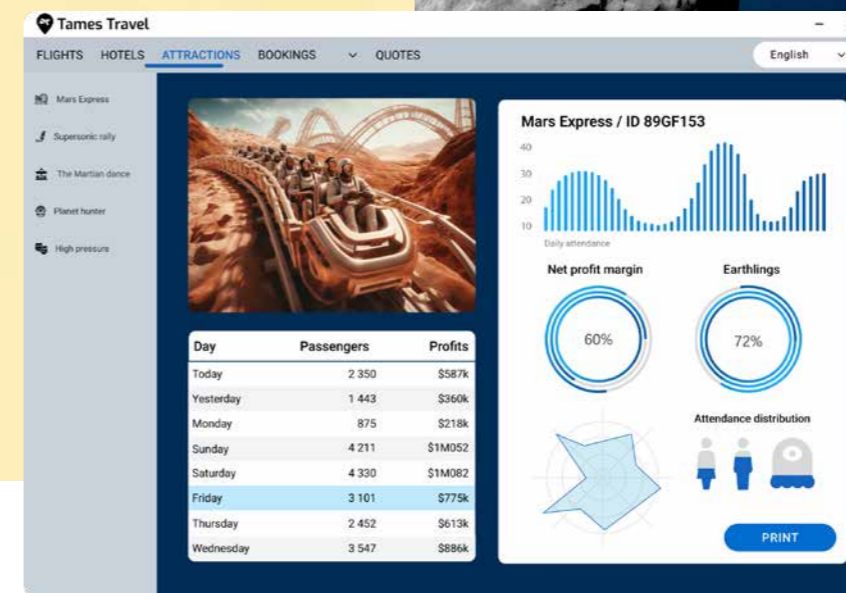 Tames Travel
FLIGHTS HOTELS ATTRACTIONS BOOKINGS QUOTES
English
Mars Express
Supersonic rally
The Martian dance
Planet hunter
High pressure
Day Passengers Profits
Today 2 350 $587k
Yesterday 1 443 $360k
Monday 875 $218k
Sunday 4 211 $1M052
Saturday 4 330 $1M082
Friday 3 101 $775k
Thursday 2 452 $613k
Wednesday 3 547 $886k
Mars Express / ID 89GF153
40
30
20
10
Daily attendance
Net profit margin Earthlings
60% 72%
Attendance distribution
PRINT